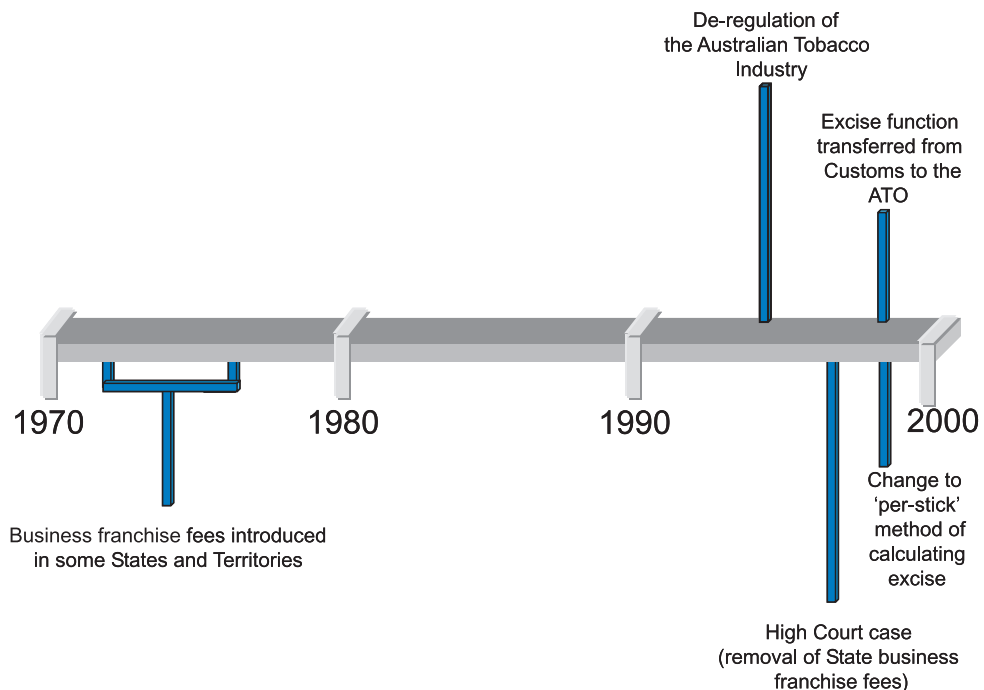 De-regulation of
the Australian Tobacco
Industry
Excise function
transferred from
Customs to the
ATO
1970
1980
1990
2000
Business franchise fees introduced
in some States and Territories
Change to
‘per-stick’
method of
calculating
excise
High Court case
(removal of State business
franchise fees)